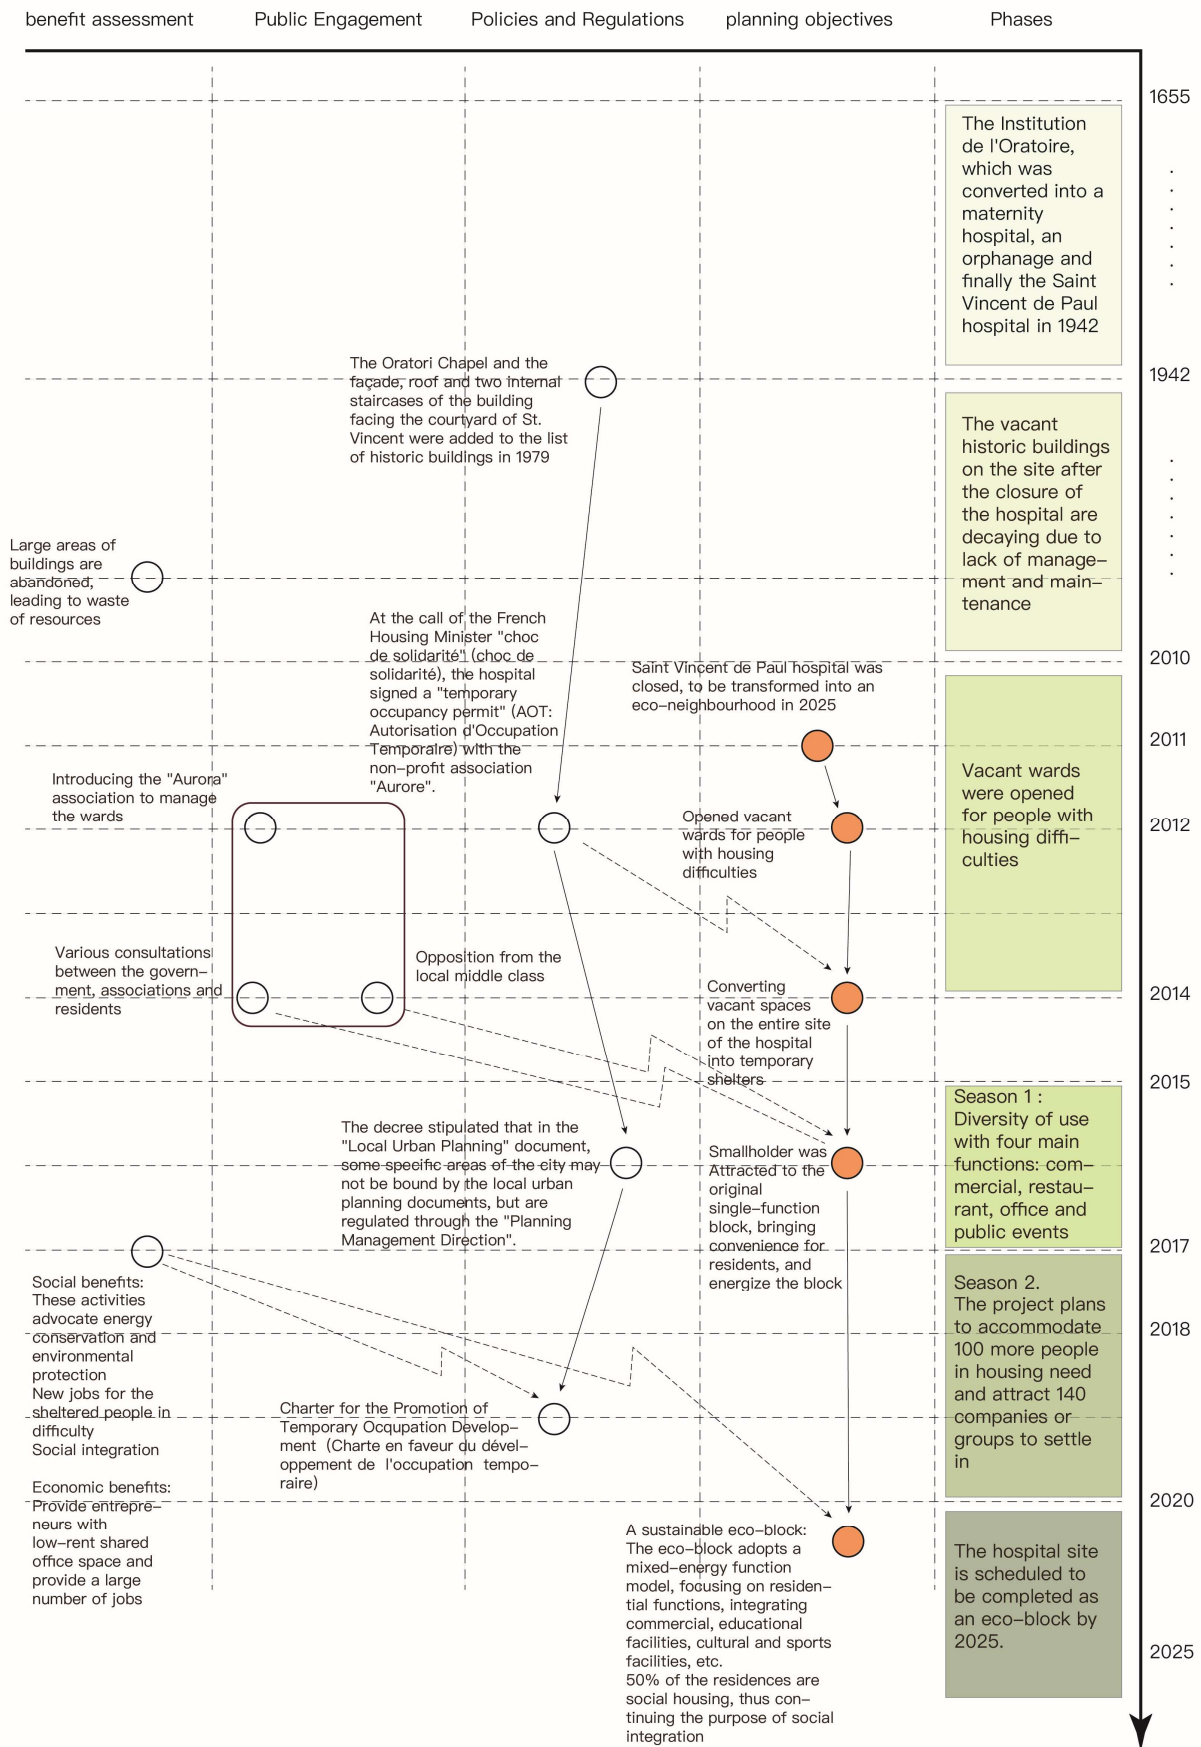 benefit assessment
Public Engagement
Policies and Regulations
planning objectives
Phases
1655
The Institution
de l'Oratoire,
which was
converted into a
maternity
hospital, an
orphanage and
finally the Saint
Vincent de Paul
hospital in 1942
The Oratori Chapel and the
façade, roof and two internal
staircases of the building
facing the courtyard of St.
Vincent were added to the list
of historic buildings in 1979
1942
The vacant
historic buildings
on the site after
the closure of
the hospital are
decaying due to
lack of manage-
ment and main-
tenance
Large areas of
buildings are
abandoned,
leading to waste
of resources
At the call of the French
Housing Minister "choc
de solidarité" (choc de
solidarité), the hospital
signed a "temporary
occupancy permit" (AOT:
Autorisation d'Occupation
Temporaire) with the
non-profit association
"Aurore".
Saint Vincent de Paul hospital was
closed, to be transformed into an
eco-neighbourhood in 2025
2010
2011
Vacant wards
were opened
for people with
housing diffi-
culties
Introducing the "Aurora"
association to manage
the wards
Opened vacant
wards for people
with housing
difficulties
2012
Various consultations
between the govern-
ment, associations and
residents
Opposition from the
local middle class
Converting
vacant spaces
on the entire site
of the hospital
into temporary
shelters
2014
2015
Season 1 :
Diversity of use
with four main
functions: com-
mercial, restau-
rant, office and
public events
The decree stipulated that in the
"Local Urban Planning" document,
some specific areas of the city may
not be bound by the local urban
planning documents, but are
regulated through the "Planning
Management Direction".
Smallholder was
Attracted to the
original
single-function
block, bringing
convenience for
residents, and
energize the block
2017
Social benefits:
These activities
advocate energy
conservation and
environmental
protection
New jobs for the
sheltered people in
difficulty
Social integration
Economic benefits:
Provide entrepre-
neurs with
low-rent shared
office space and
provide a large
number of jobs
Season 2.
The project plans
to accommodate
100 more people
in housing need
and attract 140
companies or
groups to settle
in
2018
Charter for the Promotion of
Temporary Ocqupation Develop-
ment (Charte en faveur du dével-
oppement de l'occupation tempo-
raire)
2020
A sustainable eco-block:
The eco-block adopts a
mixed-energy function
model, focusing on residen-
tial functions, integrating
commercial, educational
facilities, cultural and sports
facilities, etc.
50% of the residences are
social housing, thus con-
tinuing the purpose of social
integration
The hospital site
is scheduled to
be completed as
an eco-block by
2025.
2025